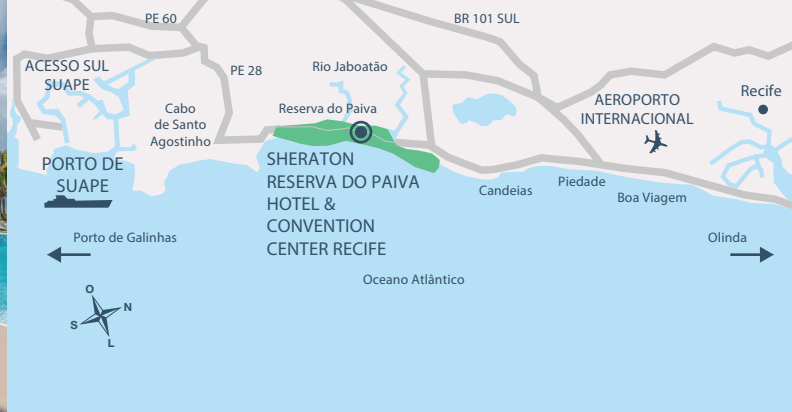 PE 60
BR 101 SUL
ACESSO SUL
SUAPE
PE 28
Rio Jaboatão
Cabo
de Santo
Agostinho
Reserva do Paiva
AEROPORTO
INTERNACIONAL
Recife
PORTO DE
SUAPE
SHERATON
RESERVA DO PAIVA
HOTEL &
CONVENTION
CENTER RECIFE
Candeias
Piedade
Boa Viagem
Porto de Galinhas
Olinda
Oceano Atlântico
O
N
S
L